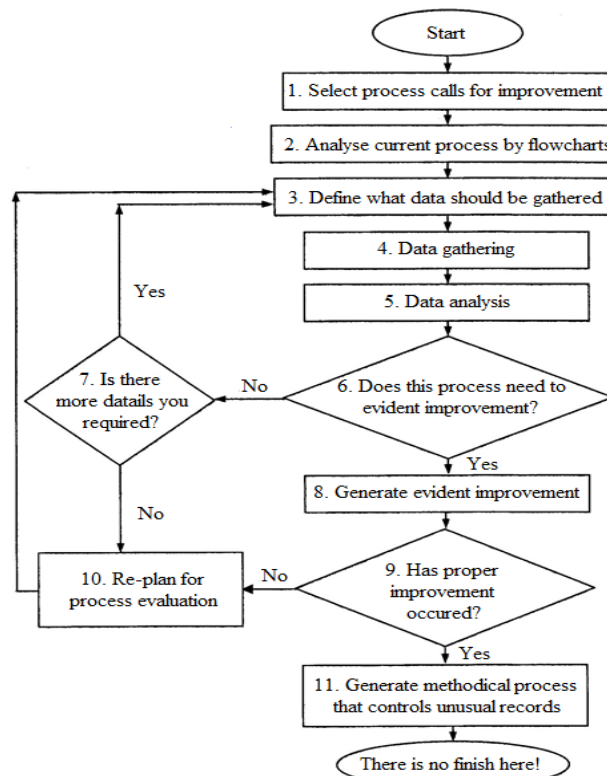 Start
1. Select process calls for improvement
2. Analyse current process by flowcharts
3. Define what data should be gathered
4. Data gathering
5. Data analysis
Yes
7. Is there
more datails you
required?
No
6. Does this process need to
evident improvement?
Yes
No
8. Generate evident improvement
10. Re-plan for
process evaluation
No
9. Has proper
improvement
occured?
Yes
11. Generate methodical process
that controls unusual records
There is no finish here!